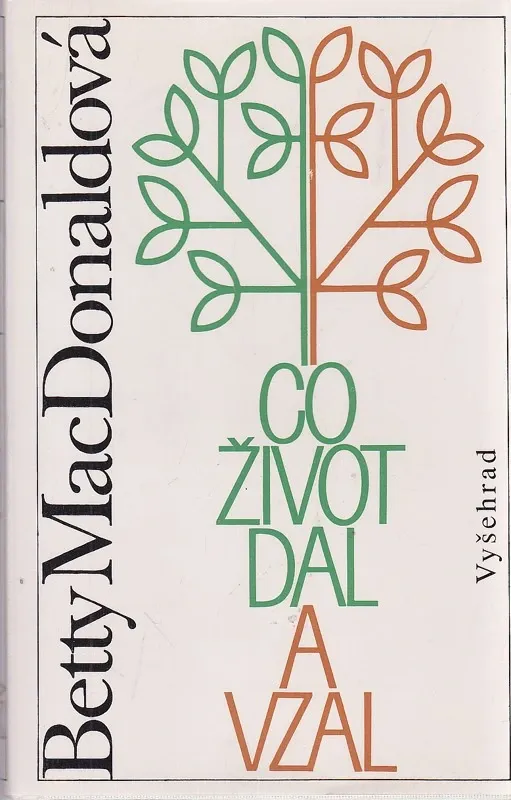 Betty MacDonaldová
CO
ŽIVOT
DAL
A
VZAL
Vyšehrad